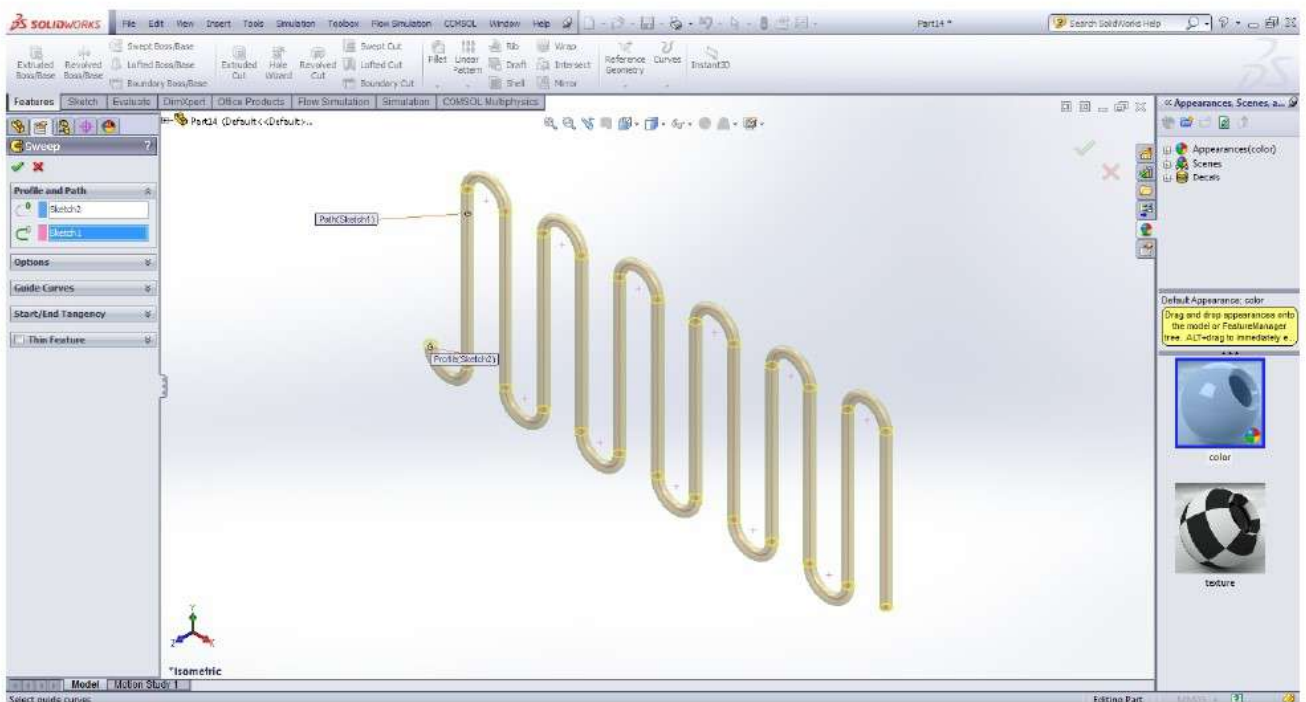 SOLIDWORKS File Edit View Insert Tools Simulation Toolbox Flow Simulation COMSOL Window Help Part14 * Search SolidWorks Help
Extruded Boss/Base
Revolved Boss/Base
Swept Boss/Base
Lofted Boss/Base
Boundary Boss/Base
Extruded Cut
Hole Wizard
Revolved Cut
Swept Cut
Lofted Cut
Boundary Cut
Fillet
Linear Pattern
Rib
Draft
Shell
Wrap
Intersect
Mirror
Reference Geometry
Curves
Instant3D
Features Sketch Evaluate DimXpert Office Products Flow Simulation Simulation COMSOL Multiphysics
Part14 (Default<<Default>...
Sweep ?
Profile and Path
Sketch2
Sketch1
Options
Guide Curves
Start/End Tangency
Thin Feature
Path(Sketch1)
Profile(Sketch2)
Y
Z X
*Isometric
Appearances, Scenes, a...
Appearances(color)
Scenes
Decals
Default Appearance: color
Drag and drop appearances onto
the model or FeatureManager
tree. ALT+drag to immediately e...
color
texture
Model Motion Study 1
Select guide curves
Editing Part